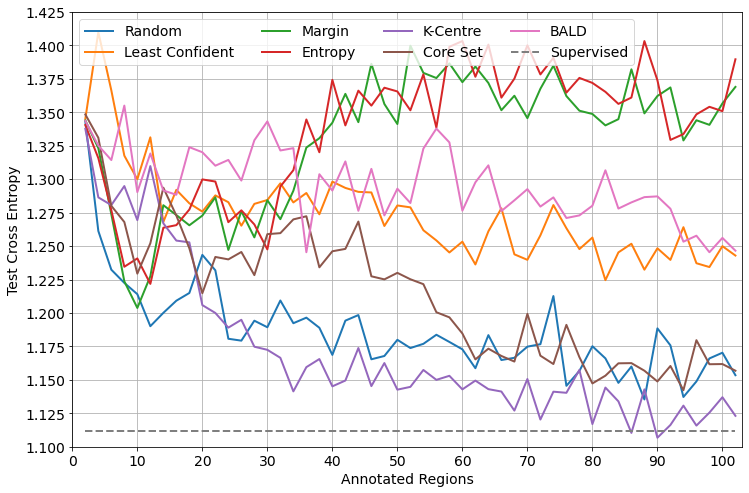 Random Margin K-Centre BALD
Least Confident Entropy Core Set Supervised
1.425
1.400
1.375
1.350
1.325
1.300
1.275
1.250
1.225
1.200
1.175
1.150
1.125
1.100
Test Cross Entropy
0 10 20 30 40 50 60 70 80 90 100
Annotated Regions